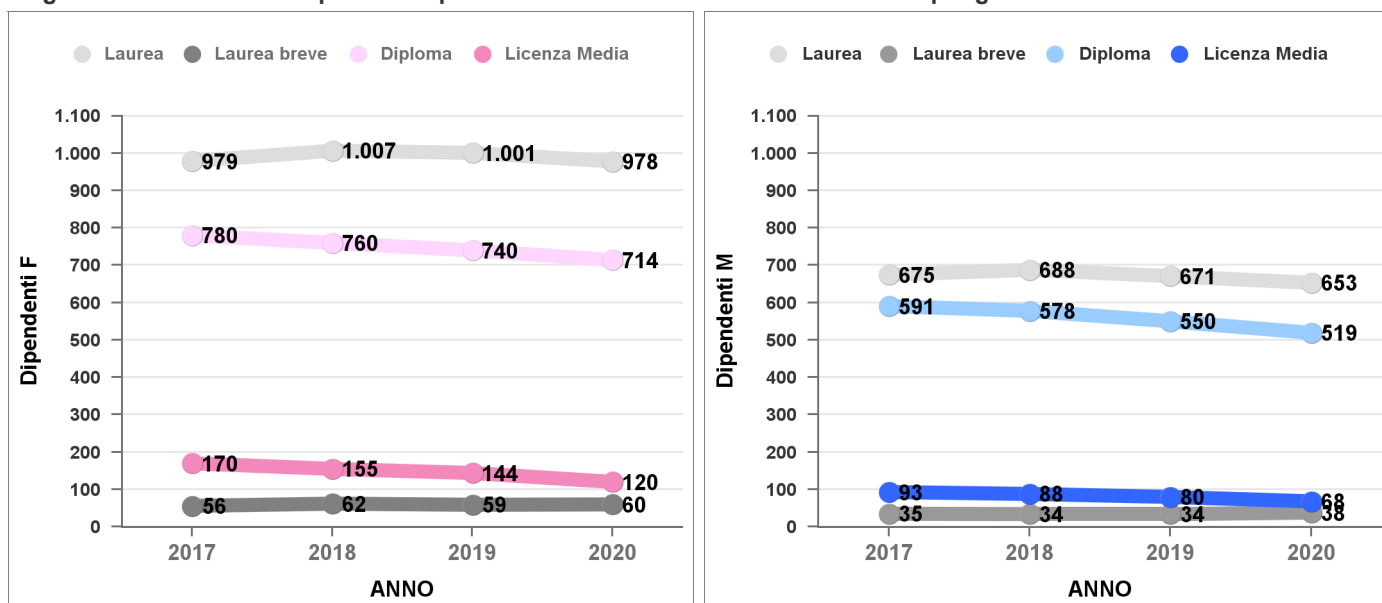 Laurea Laurea breve Diploma Licenza Media
1.100
1.000
900
800
700
600
500
400
300
200
100
0
Dipendenti F
979 1.007 1.001 978
780 760 740 714
170 155 144 120
56 62 59 60
2017 2018 2019 2020
ANNO
Laurea Laurea breve Diploma Licenza Media
1.100
1.000
900
800
700
600
500
400
300
200
100
0
Dipendenti M
675 688 671 653
591 578 550 519
93 88 80 68
35 34 34 38
2017 2018 2019 2020
ANNO